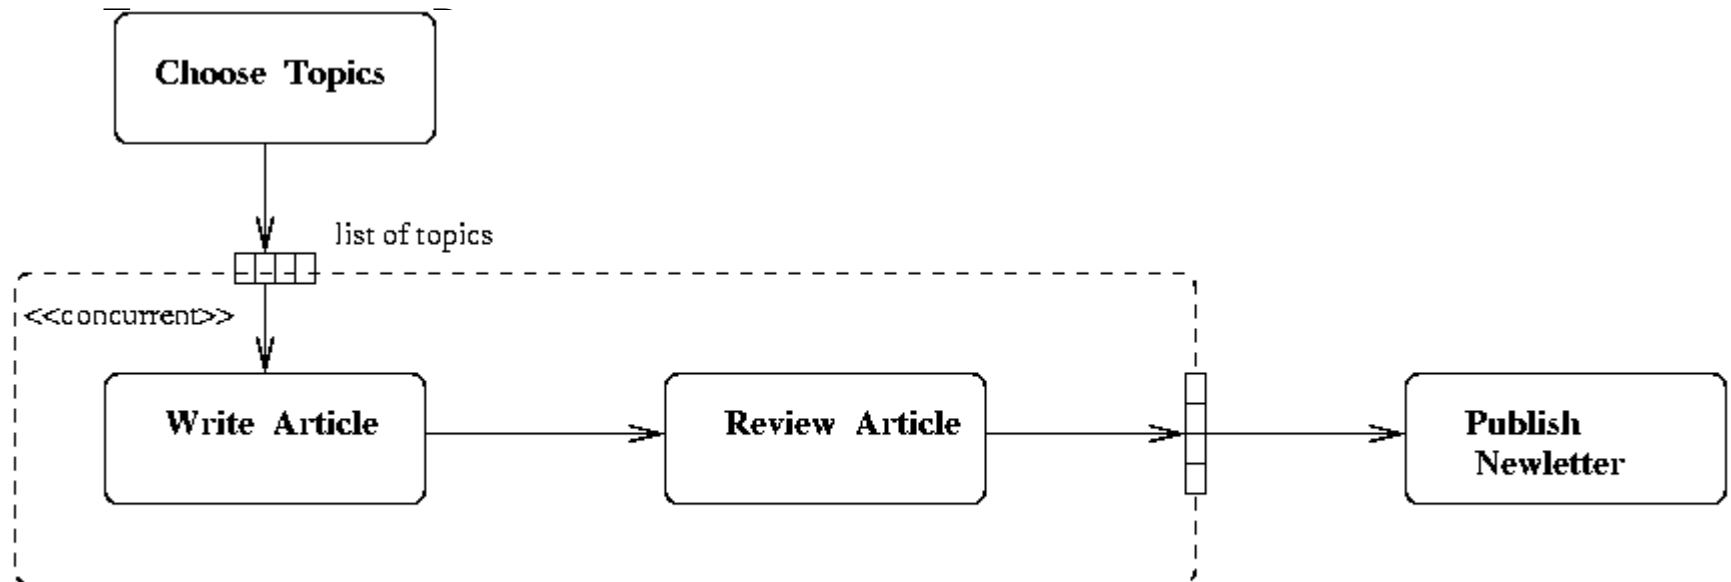 Choose Topics
list of topics
<<concurrent>>
Write Article
Review Article
Publish
Newletter